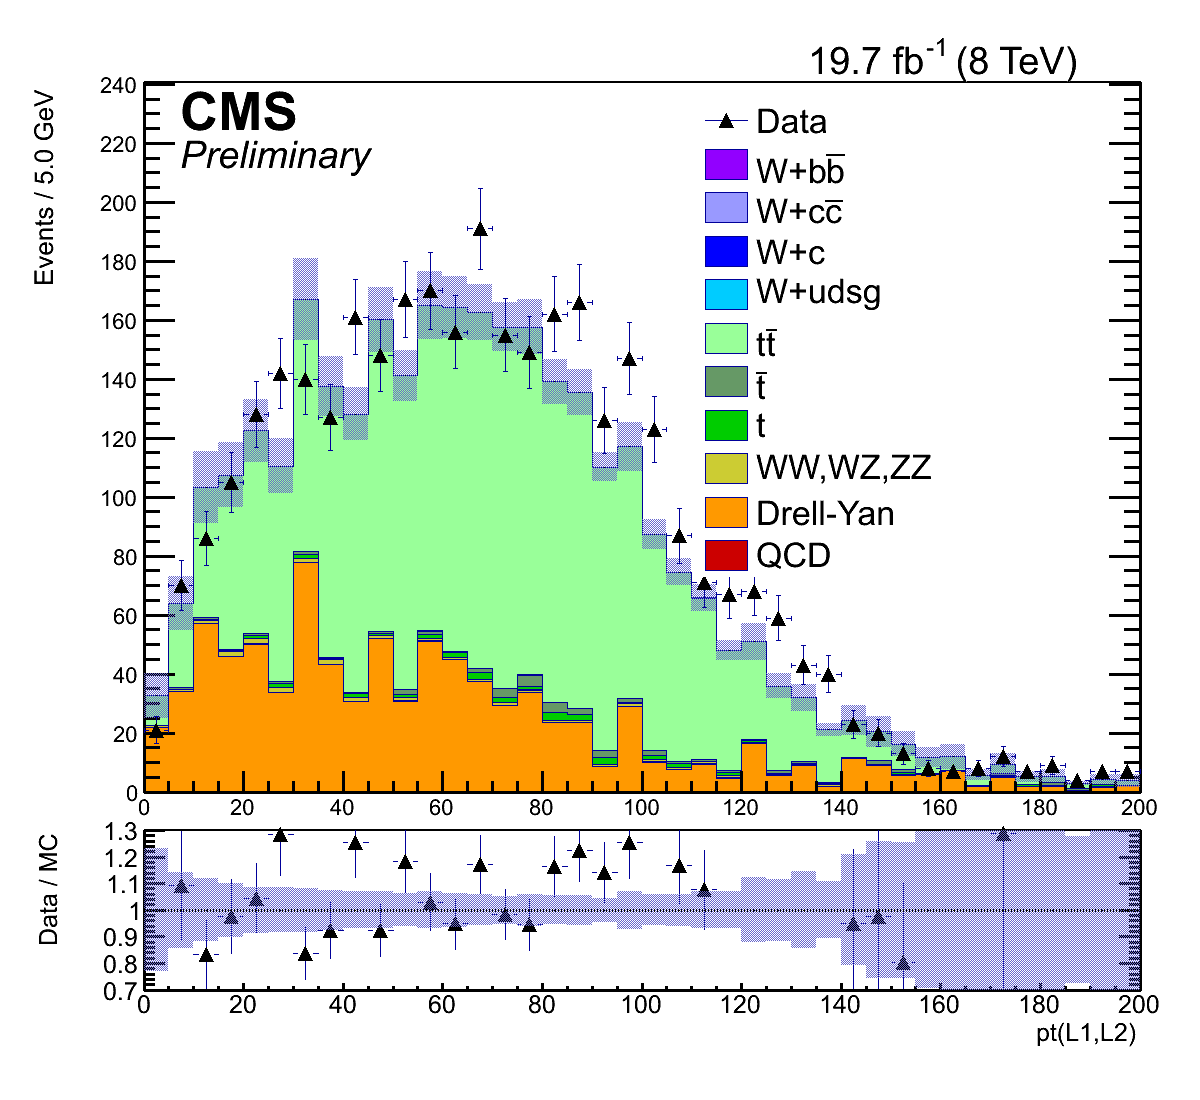 19.7 fb⁻¹ (8 TeV)
CMS
Preliminary
Events / 5.0 GeV
240
220
200
180
160
140
120
100
80
60
40
20
0
Data
W+bb̅
W+cc̅
W+c
W+udsg
tt̅
t̅
t
WW,WZ,ZZ
Drell-Yan
QCD
0 20 40 60 80 100 120 140 160 180 200
Data / MC
1.3
1.2
1.1
1
0.9
0.8
0.7
0 20 40 60 80 100 120 140 160 180 200
pt(L1,L2)